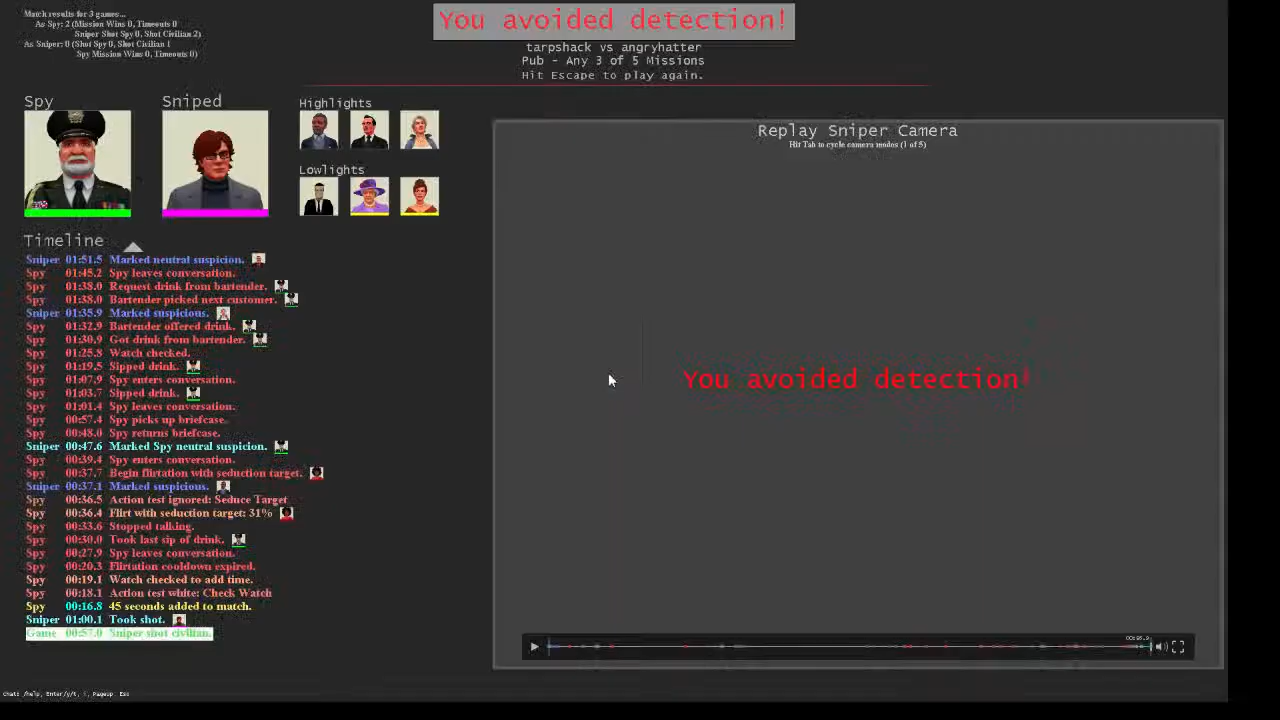 Match results for 3 games...
As Spy: 2 (Mission Wins 0, Timeouts 0
Sniper Shot Spy 0, Shot Civilian 2)
As Sniper: 0 (Shot Spy 0, Shot Civilian 1
Spy Mission Wins 0, Timeouts 0)
You avoided detection!
tarpshack vs angryhatter
Pub - Any 3 of 5 Missions
Hit Escape to play again.
Spy
Sniped
Highlights
Lowlights
Replay Sniper Camera
Hit Tab to cycle camera modes (1 of 5)
Timeline
Sniper 01:51.5 Marked neutral suspicion.
Spy 01:45.2 Spy leaves conversation.
Spy 01:38.0 Request drink from bartender.
Spy 01:38.0 Bartender picked next customer.
Sniper 01:35.9 Marked suspicious.
Spy 01:32.9 Bartender offered drink.
Spy 01:30.9 Got drink from bartender.
Spy 01:25.8 Watch checked.
Spy 01:19.5 Sipped drink.
Spy 01:07.9 Spy enters conversation.
Spy 01:03.7 Sipped drink.
Spy 01:01.4 Spy leaves conversation.
Spy 00:57.4 Spy picks up briefcase.
Spy 00:48.0 Spy returns briefcase.
Sniper 00:47.6 Marked Spy neutral suspicion.
Spy 00:39.4 Spy enters conversation.
Spy 00:37.7 Begin flirtation with seduction target.
Sniper 00:37.1 Marked suspicious.
Spy 00:36.5 Action test ignored: Seduce Target
Spy 00:36.4 Flirt with seduction target: 31%
Spy 00:33.6 Stopped talking.
Spy 00:30.0 Took last sip of drink.
Spy 00:27.9 Spy leaves conversation.
Spy 00:20.3 Flirtation cooldown expired.
Spy 00:19.1 Watch checked to add time.
Spy 00:18.1 Action test white: Check Watch
Spy 00:16.8 45 seconds added to match.
Sniper 01:00.1 Took shot.
Game 00:57.0 Sniper shot civilian.
You avoided detection!
Chat: /help, Enter/y/t, Pageup Esc